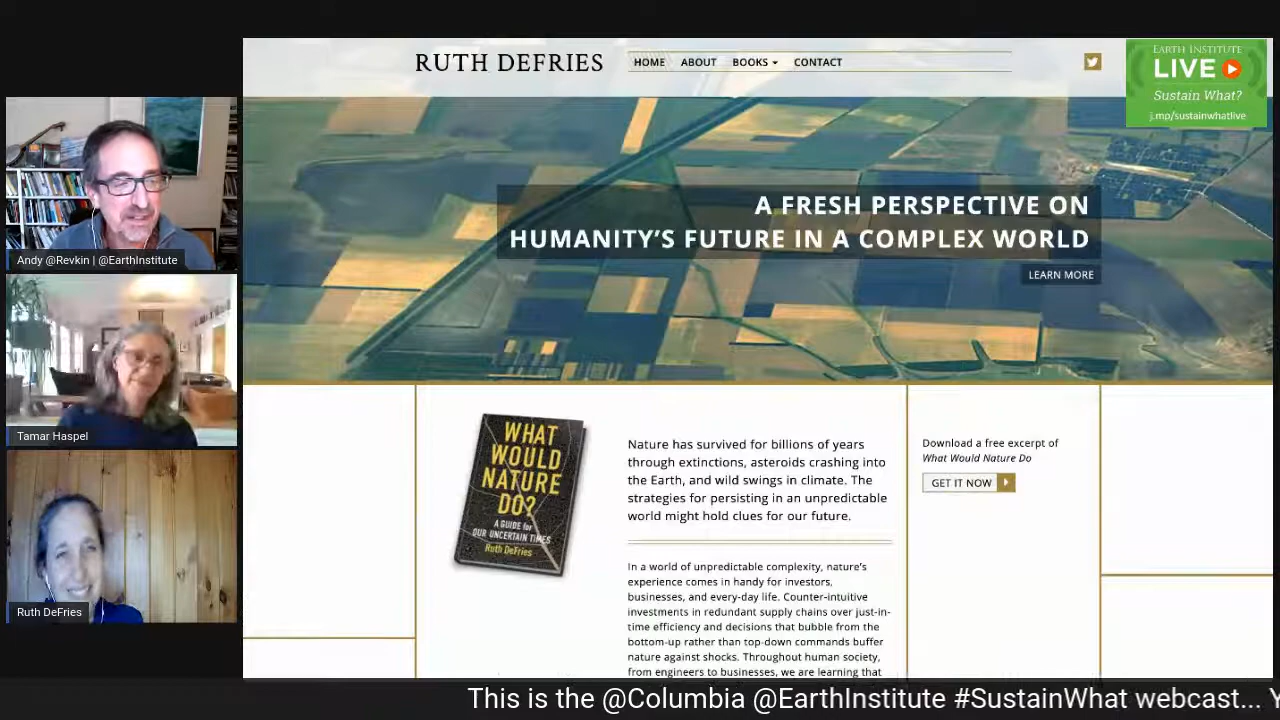 RUTH DEFRIES
HOME ABOUT BOOKS CONTACT
EARTH INSTITUTE
LIVE
Sustain What?
j.mp/sustainwhatlive
A FRESH PERSPECTIVE ON
HUMANITY'S FUTURE IN A COMPLEX WORLD
LEARN MORE
Andy @Revkin | @EarthInstitute
Tamar Haspel
Ruth DeFries
WHAT
WOULD
NATURE
DO?
A GUIDE for
OUR UNCERTAIN TIMES
Ruth DeFries
Nature has survived for billions of years
through extinctions, asteroids crashing into
the Earth, and wild swings in climate. The
strategies for persisting in an unpredictable
world might hold clues for our future.
In a world of unpredictable complexity, nature's
experience comes in handy for investors,
businesses, and every-day life. Counter-intuitive
investments in redundant supply chains over just-in-
time efficiency and decisions that bubble from the
bottom-up rather than top-down commands buffer
nature against shocks. Throughout human society,
from engineers to businesses, we are learning that
Download a free excerpt of
What Would Nature Do
GET IT NOW
This is the @Columbia @EarthInstitute #SustainWhat webcast... Y